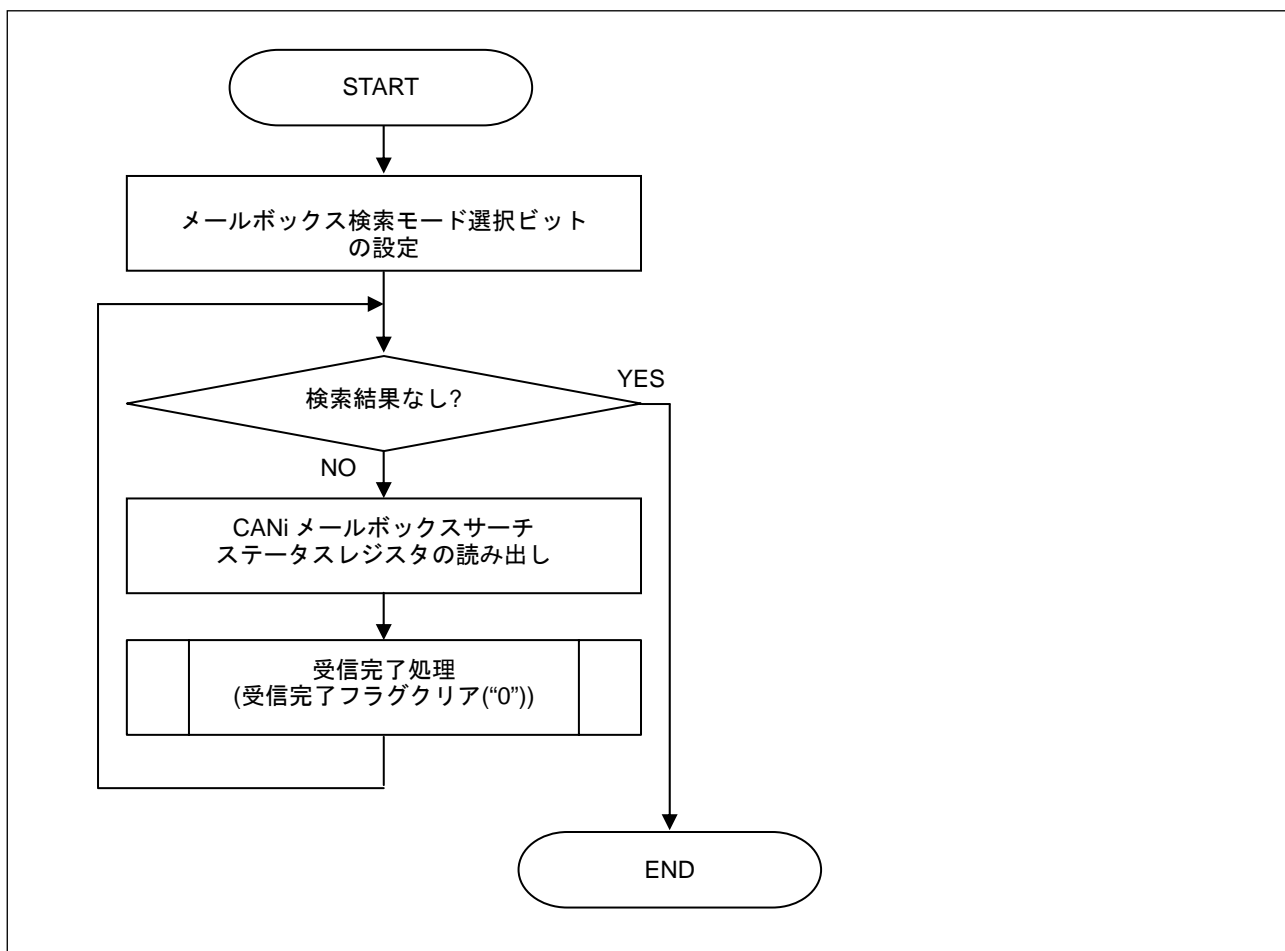 START
メールボックス検索モード選択ビット
の設定
検索結果なし?
YES
NO
CANi メールボックスサーチ
ステータスレジスタの読み出し
受信完了処理
(受信完了フラグクリア(“0”))
END